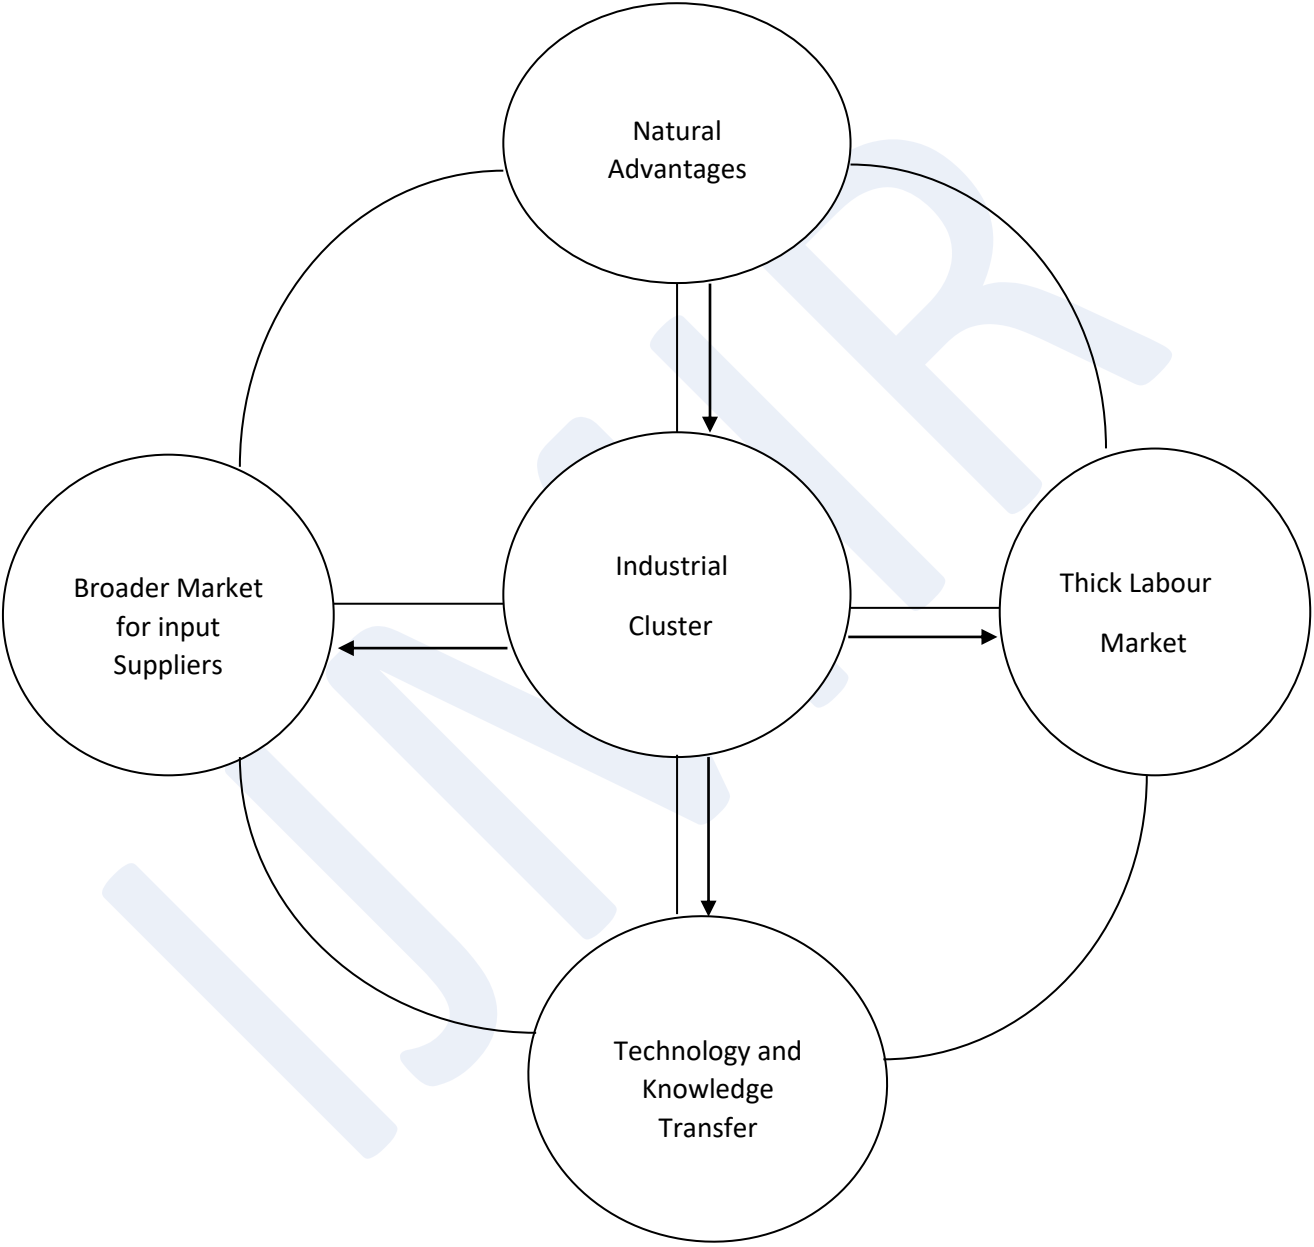 Natural
Advantages
Industrial
Cluster
Broader Market
for input
Suppliers
Thick Labour
Market
Technology and
Knowledge
Transfer